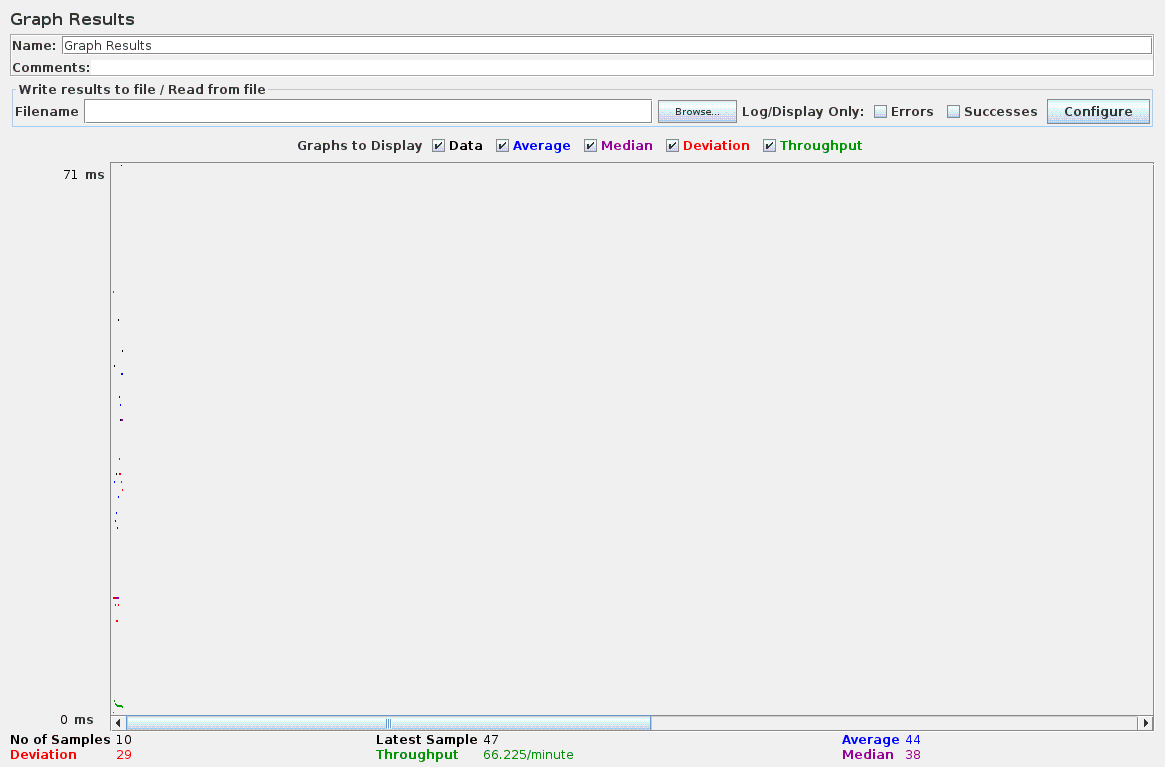 Graph Results
Name: Graph Results
Comments:
Write results to file / Read from file
Filename Browse... Log/Display Only: Errors Successes Configure
Graphs to Display Data Average Median Deviation Throughput
71 ms
0 ms
No of Samples 10 Latest Sample 47 Average 44
Deviation 29 Throughput 66.225/minute Median 38